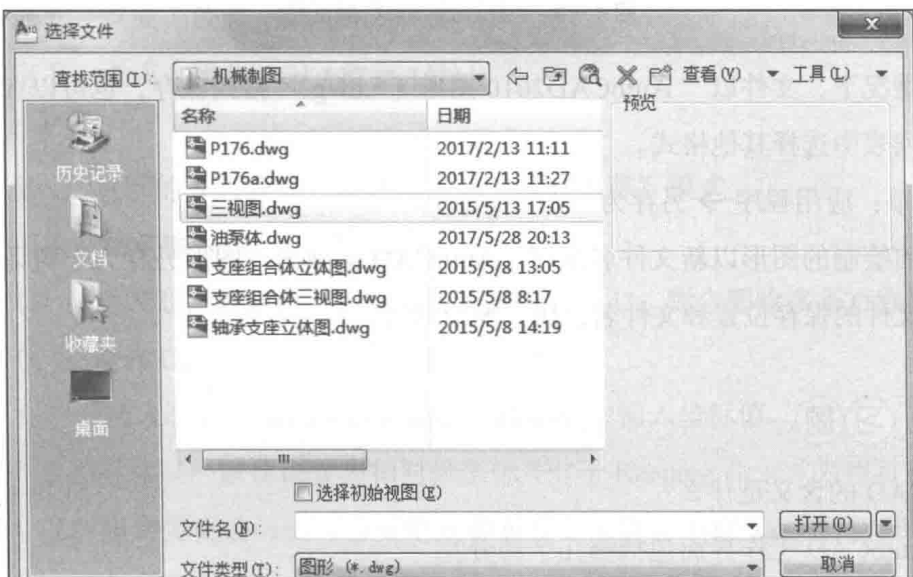 选择文件
查找范围(I): 机械制图 查看(V) 工具(L)
名称 日期 预览
P176.dwg 2017/2/13 11:11
P176a.dwg 2017/2/13 11:27
三视图.dwg 2015/5/13 17:05
油泵体.dwg 2017/5/28 20:13
支座组合体立体图.dwg 2015/5/8 13:05
支座组合体三视图.dwg 2015/5/8 8:17
轴承支座立体图.dwg 2015/5/8 14:19
历史记录
文档
收藏夹
桌面
选择初始视图(E)
文件名(N): 打开(O)
文件类型(T): 图形 (*.dwg) 取消